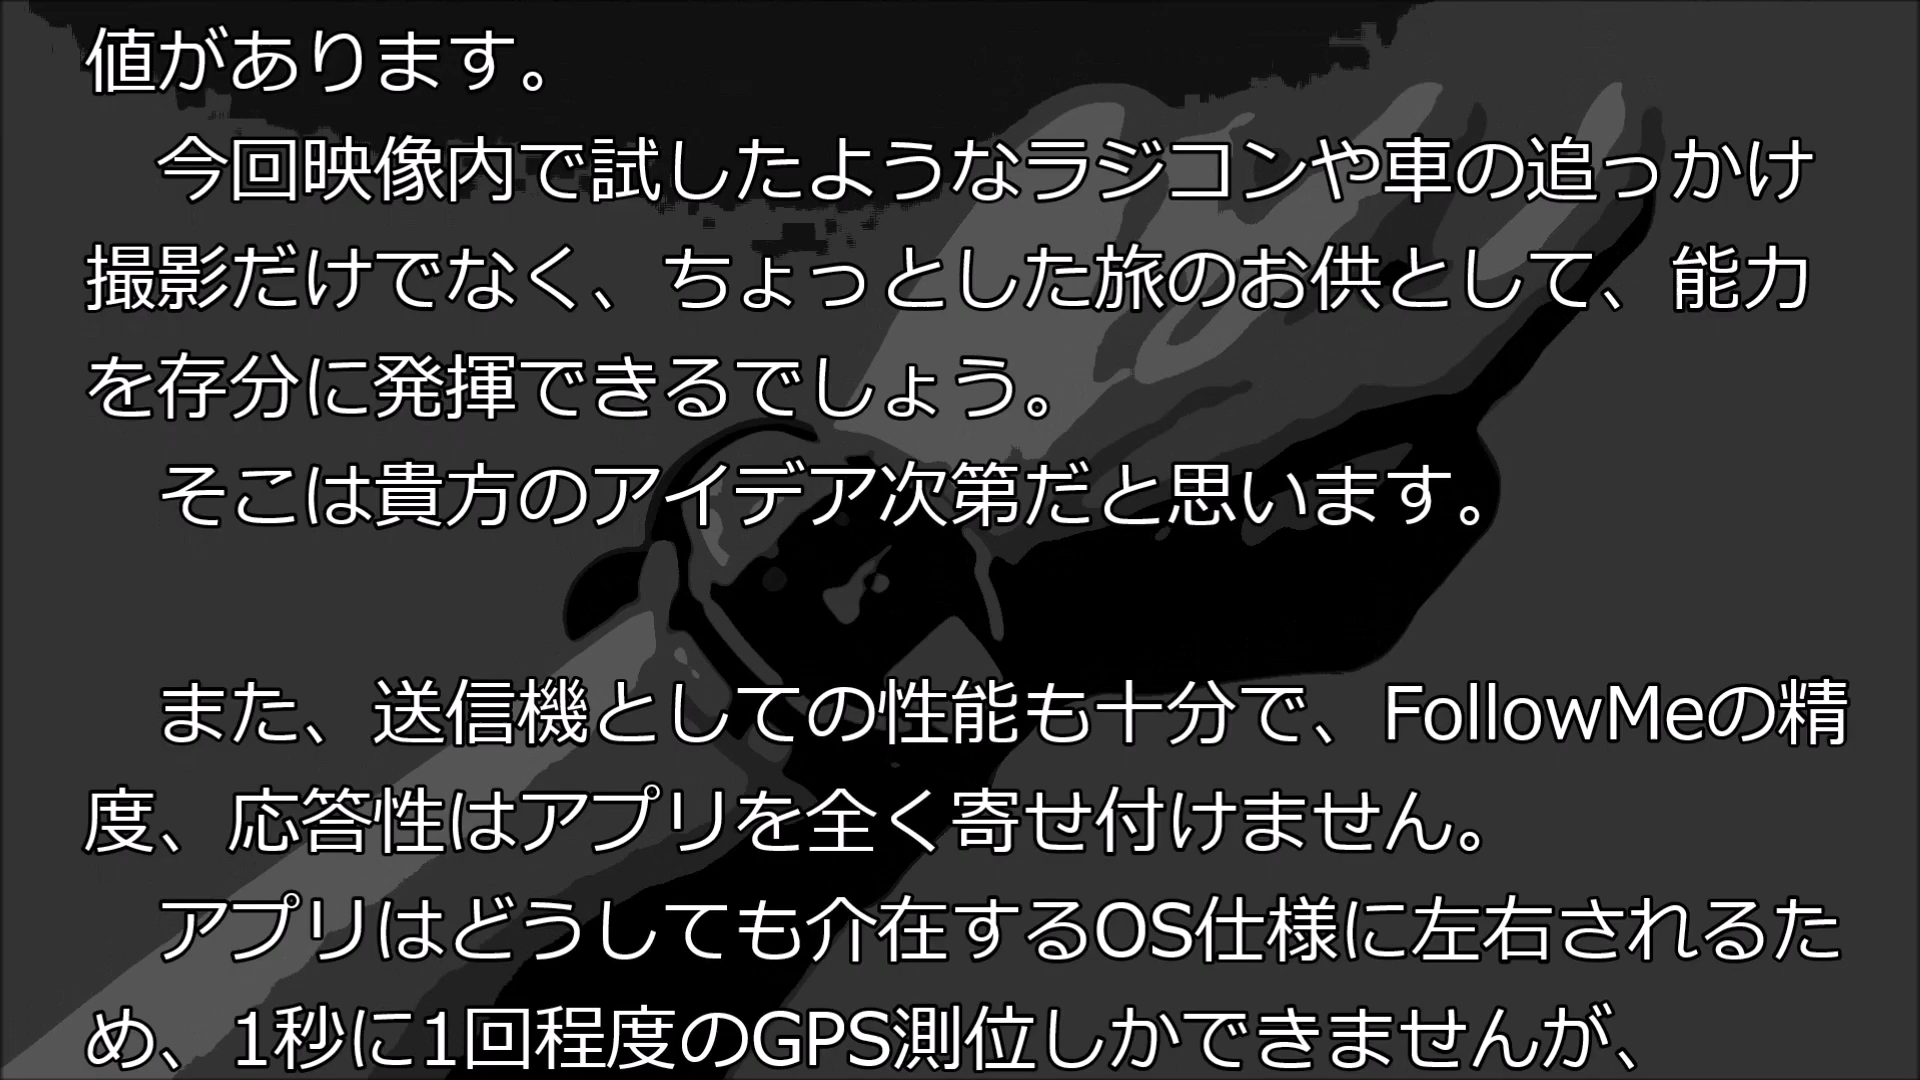 値があります。
　今回映像内で試したようなラジコンや車の追っかけ
撮影だけでなく、ちょっとした旅のお供として、能力
を存分に発揮できるでしょう。
　そこは貴方のアイデア次第だと思います。
　また、送信機としての性能も十分で、FollowMeの精
度、応答性はアプリを全く寄せ付けません。
　アプリはどうしても介在するOS仕様に左右されるた
め、1秒に1回程度のGPS測位しかできませんが、